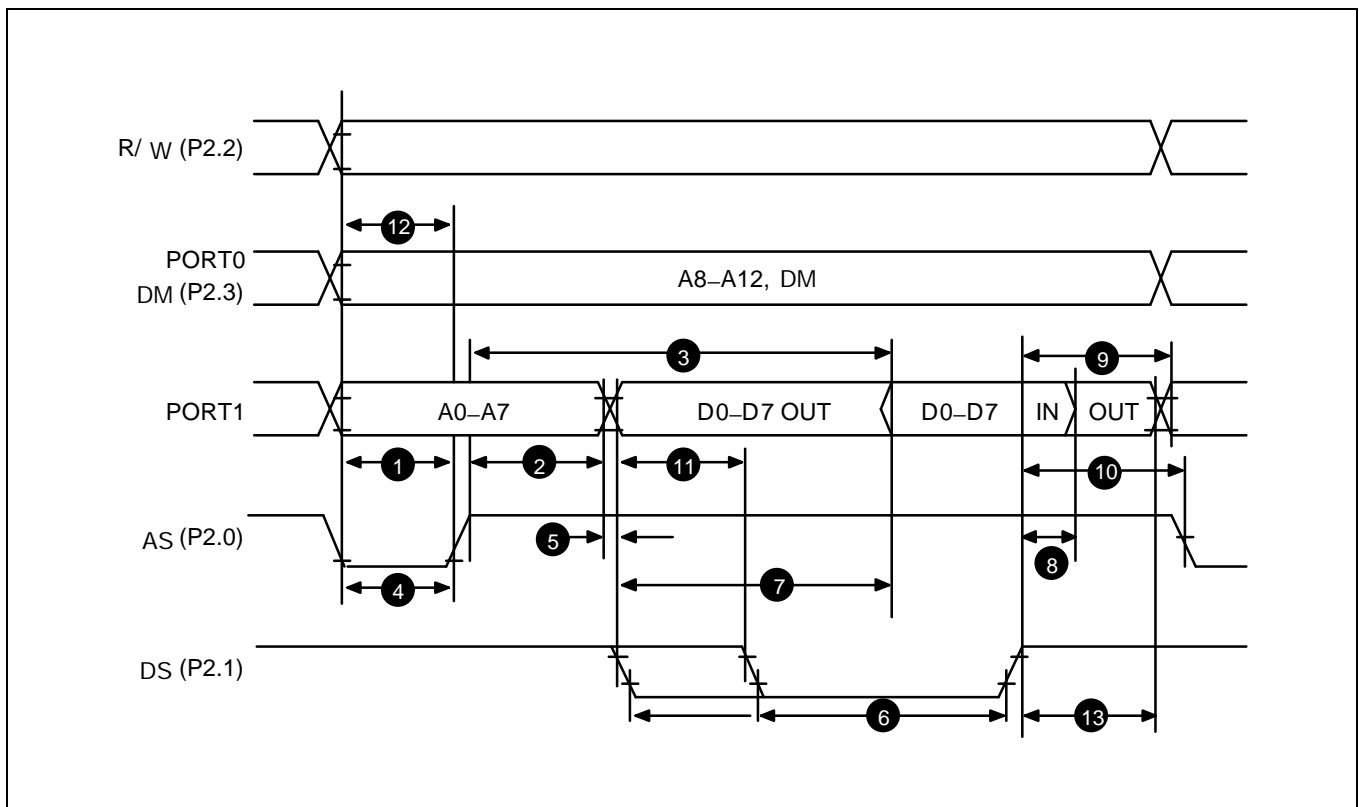 R/ W (P2.2)
12
PORT0
DM (P2.3)
A8–A12, DM
3
9
PORT1
A0–A7
D0–D7 OUT
D0–D7
IN
OUT
1
2
11
10
AS (P2.0)
5
8
4
7
DS (P2.1)
6
13